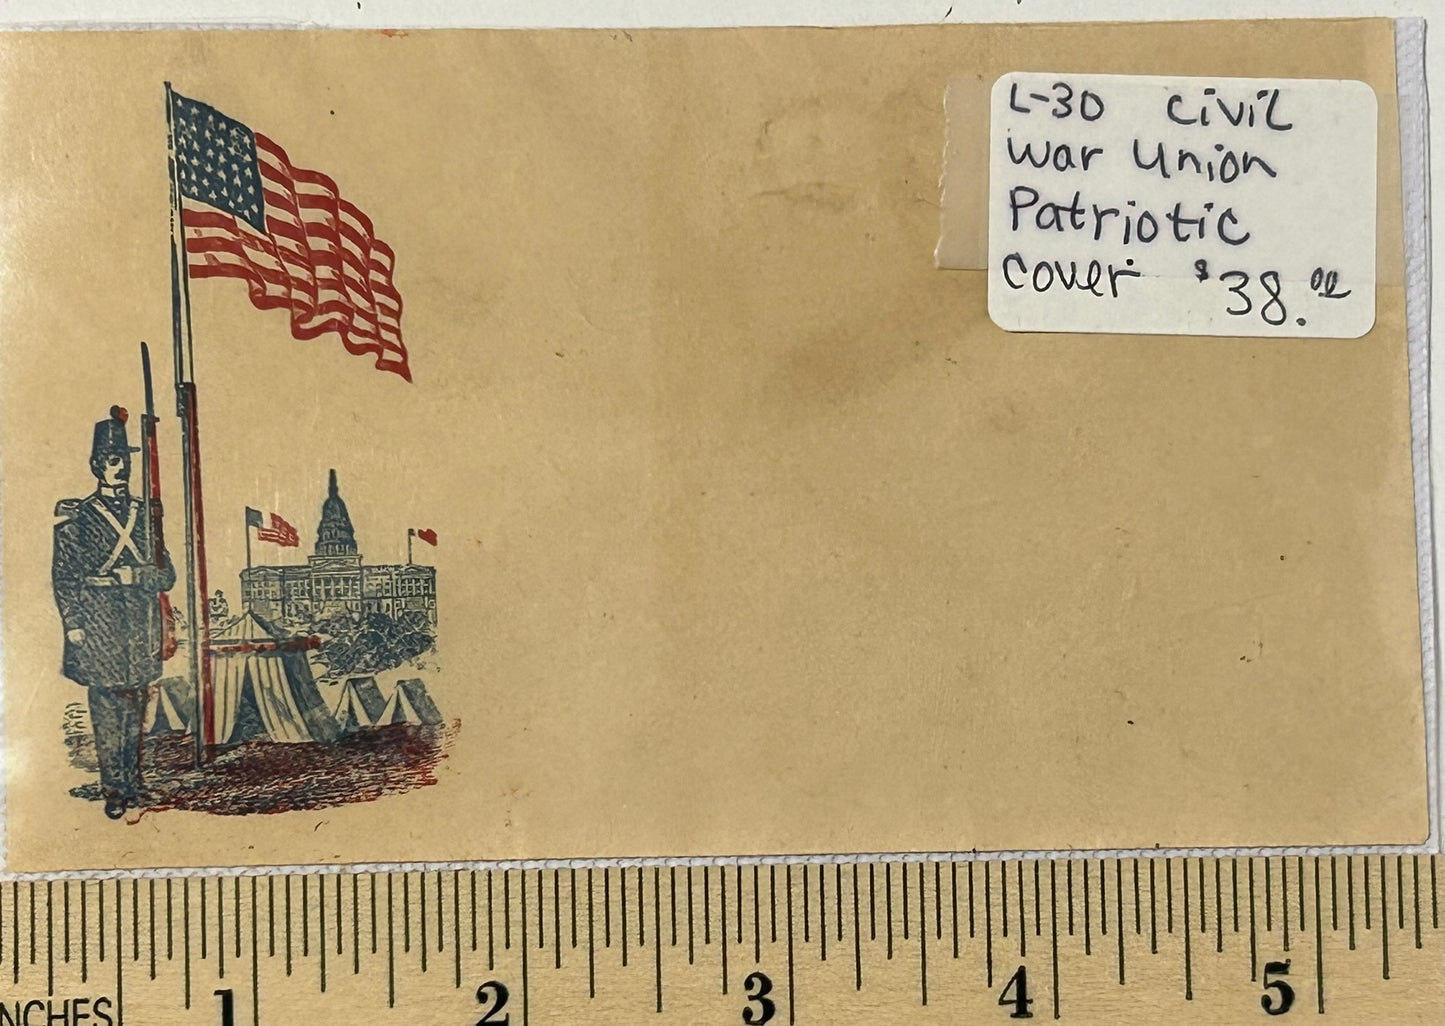 L-30 Civil
War Union
Patriotic
cover $38.00
NCHES 1 2 3 4 5